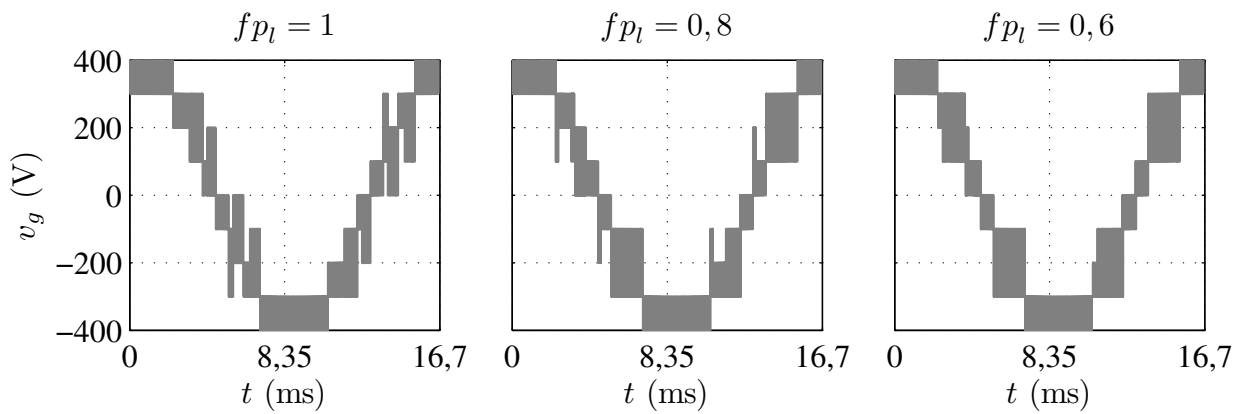 fp_l = 1
fp_l = 0,8
fp_l = 0,6
v_g (V)
400
200
0
−200
−400
0 8,35 16,7
0 8,35 16,7
0 8,35 16,7
t (ms)
t (ms)
t (ms)